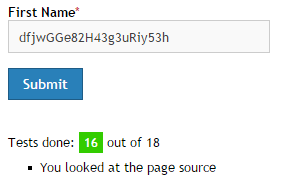 First Name*
dfjwGGe82H43g3uRiy53h
Submit
Tests done: 16 out of 18
▪ You looked at the page source